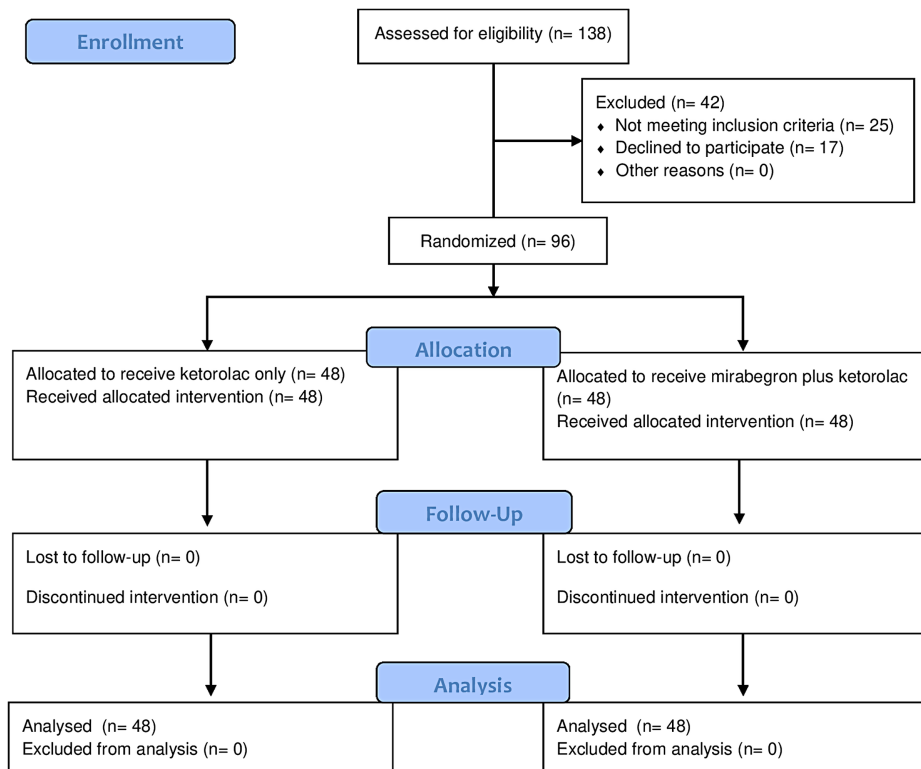 Enrollment
Assessed for eligibility (n= 138)
Excluded (n= 42)
♦ Not meeting inclusion criteria (n= 25)
♦ Declined to participate (n= 17)
♦ Other reasons (n= 0)
Randomized (n= 96)
Allocation
Allocated to receive ketorolac only (n= 48)
Received allocated intervention (n= 48)
Allocated to receive mirabegron plus ketorolac
(n= 48)
Received allocated intervention (n= 48)
Follow-Up
Lost to follow-up (n= 0)
Discontinued intervention (n= 0)
Lost to follow-up (n= 0)
Discontinued intervention (n= 0)
Analysis
Analysed (n= 48)
Excluded from analysis (n= 0)
Analysed (n= 48)
Excluded from analysis (n= 0)